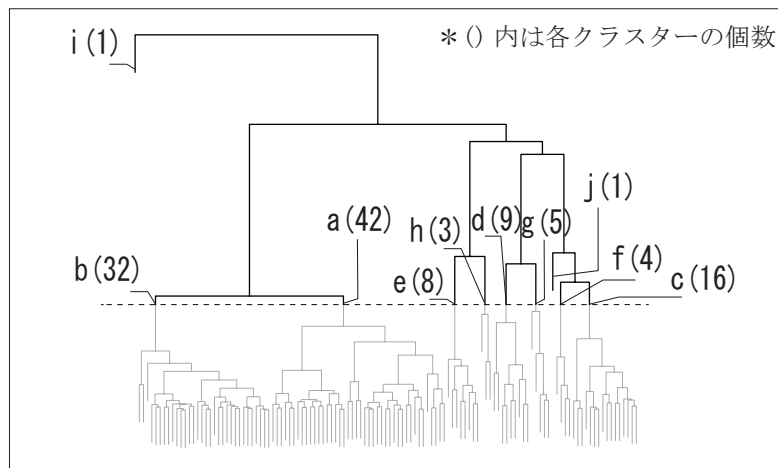 i(1)
*()内は各クラスターの個数
j(1)
a(42)
d(9)
g(5)
h(3)
b(32)
e(8)
f(4)
c(16)